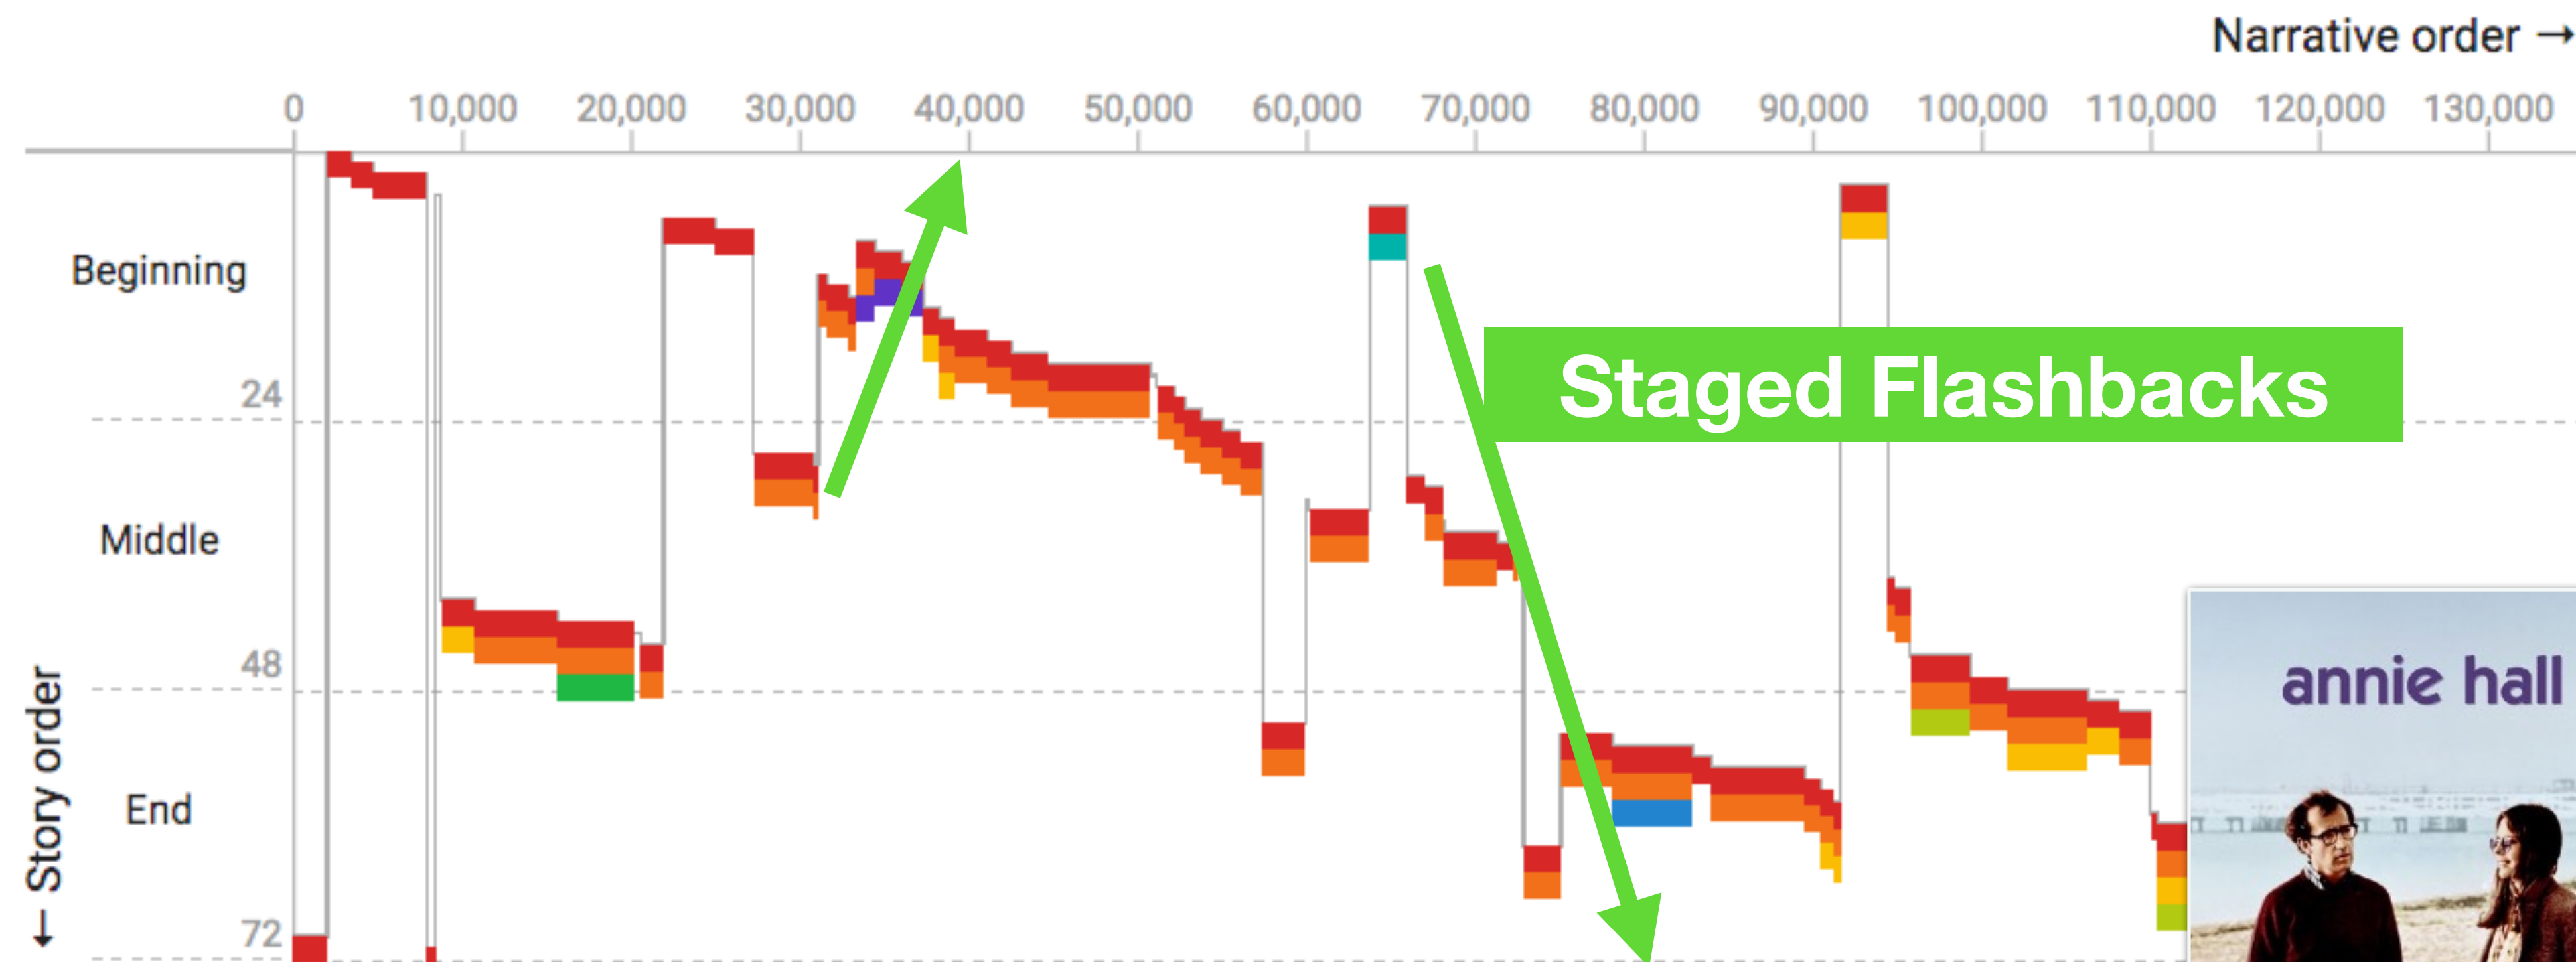 Narrative order →
0 10,000 20,000 30,000 40,000 50,000 60,000 70,000 80,000 90,000 100,000 110,000 120,000 130,000
Beginning
24
Staged Flashbacks
Middle
48
End
72
← Story order
annie hall